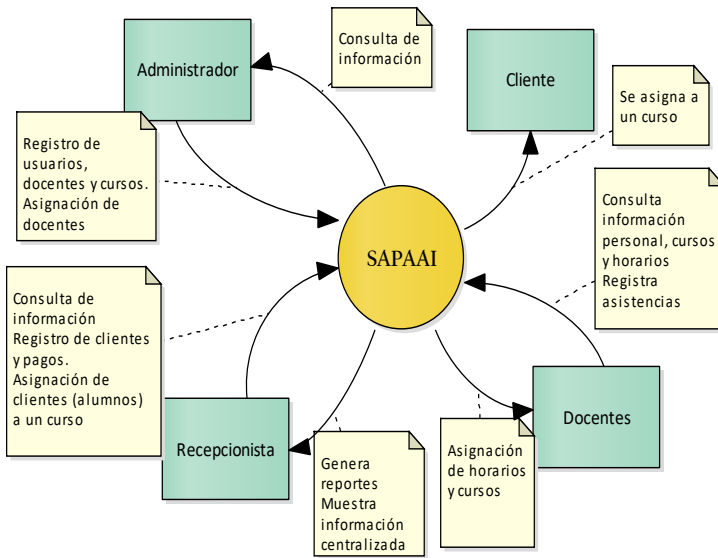 Administrador
Consulta de
información
Cliente
Se asigna a
un curso
Registro de
usuarios,
docentes y cursos.
Asignación de
docentes
Consulta
información
personal, cursos
y horarios
Registra
asistencias
SAPAAI
Consulta de
información
Registro de clientes
y pagos.
Asignación de
clientes (alumnos)
a un curso
Recepcionista
Genera
reportes
Muestra
información
centralizada
Asignación
de horarios
y cursos
Docentes